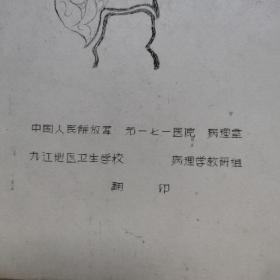 中国人民解放军 第一七一医院 病理室
九江地区卫生学校 病理学教研组
翻 印